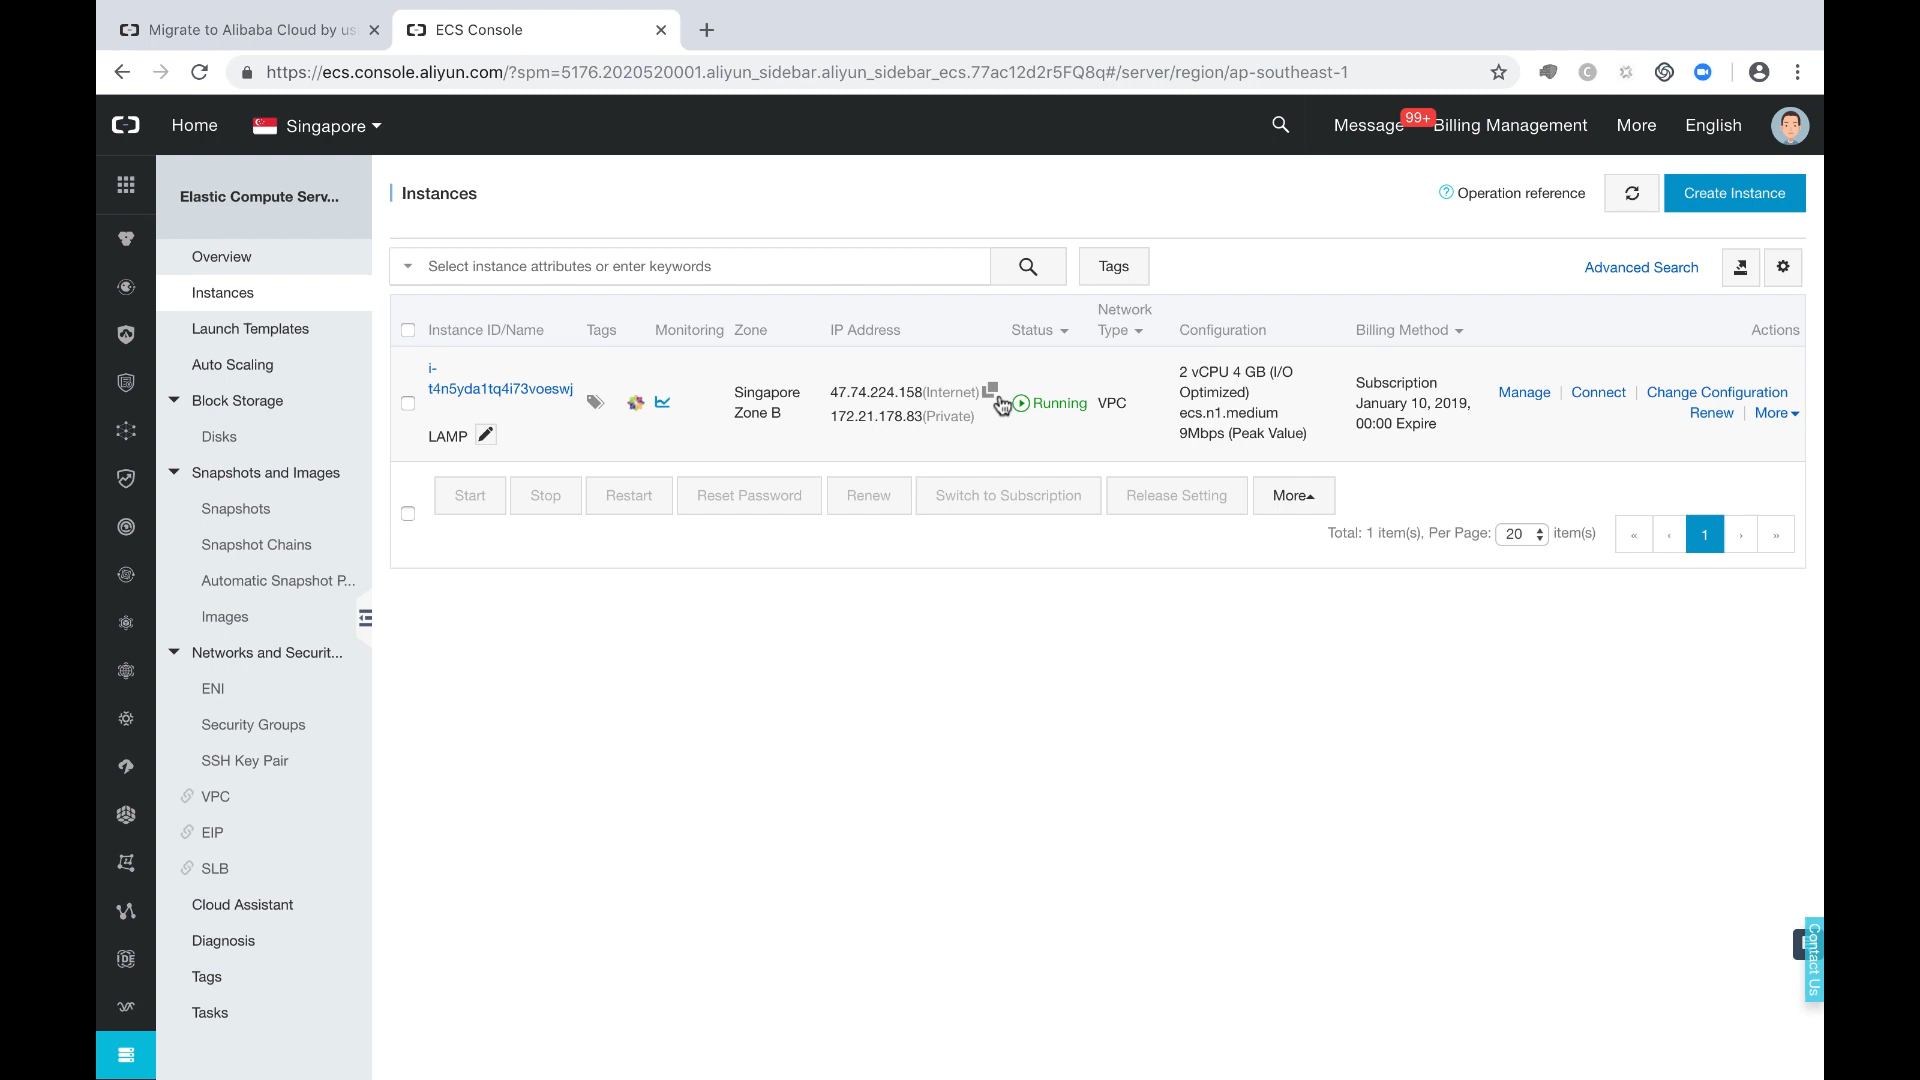 Migrate to Alibaba Cloud by us
ECS Console
https://ecs.console.aliyun.com/?spm=5176.2020520001.aliyun_sidebar.aliyun_sidebar_ecs.77ac12d2r5FQ8q#/server/region/ap-southeast-1
Home
Singapore
Message
99+
Billing Management
More
English
Elastic Compute Serv...
Overview
Instances
Launch Templates
Auto Scaling
Block Storage
Disks
Snapshots and Images
Snapshots
Snapshot Chains
Automatic Snapshot P...
Images
Networks and Securit...
ENI
Security Groups
SSH Key Pair
VPC
EIP
SLB
Cloud Assistant
Diagnosis
Tags
Tasks
Instances
Operation reference
Create Instance
Select instance attributes or enter keywords
Tags
Advanced Search
Instance ID/Name
Tags
Monitoring
Zone
IP Address
Status
Network
Type
Configuration
Billing Method
Actions
i-
t4n5yda1tq4i73voeswj
LAMP
Singapore
Zone B
47.74.224.158(Internet)
172.21.178.83(Private)
Running
VPC
2 vCPU 4 GB (I/O
Optimized)
ecs.n1.medium
9Mbps (Peak Value)
Subscription
January 10, 2019,
00:00 Expire
Manage | Connect | Change Configuration
Renew | More
Start
Stop
Restart
Reset Password
Renew
Switch to Subscription
Release Setting
More
Total: 1 item(s), Per Page: 20 item(s)
« ‹ 1 › »
Contact Us